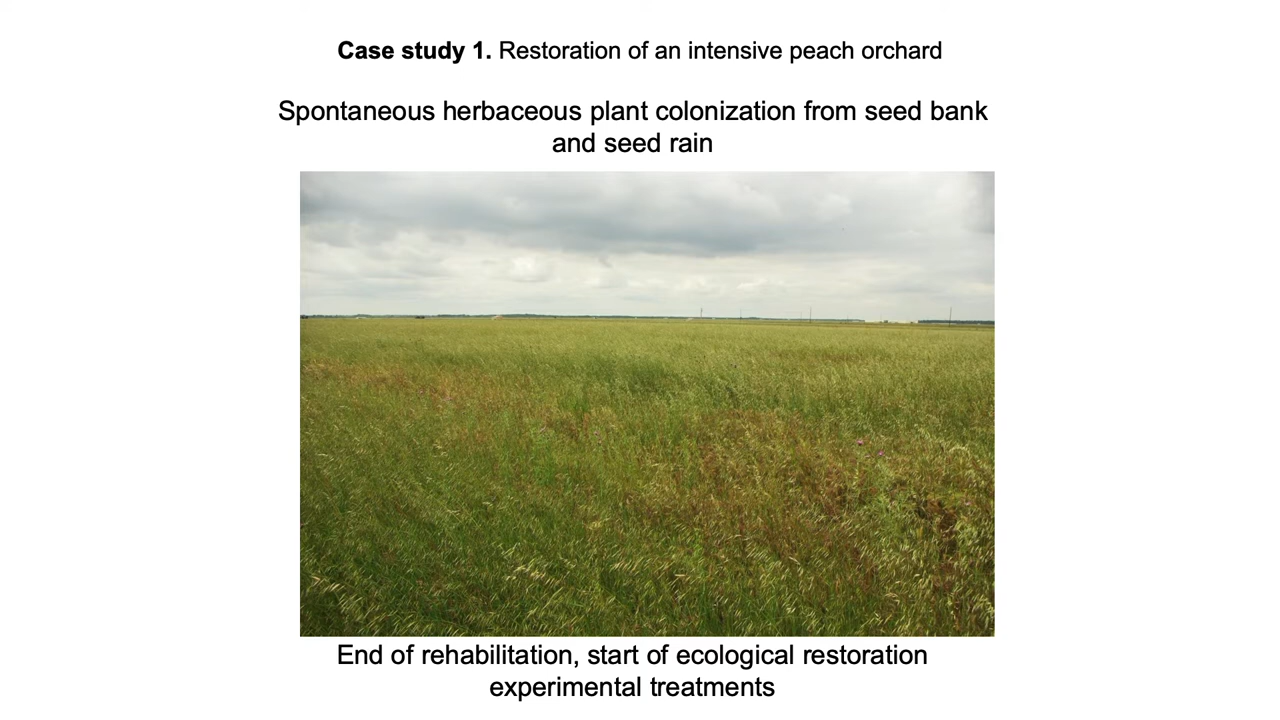 Case study 1. Restoration of an intensive peach orchard
Spontaneous herbaceous plant colonization from seed bank
and seed rain
End of rehabilitation, start of ecological restoration
experimental treatments